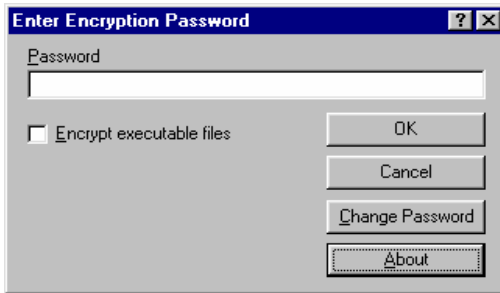 Enter Encryption Password ? X
Password
Encrypt executable files
OK
Cancel
Change Password
About